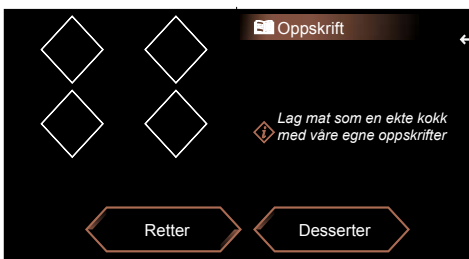 Oppskrift
Lag mat som en ekte kokk
med våre egne oppskrifter
Retter
Desserter